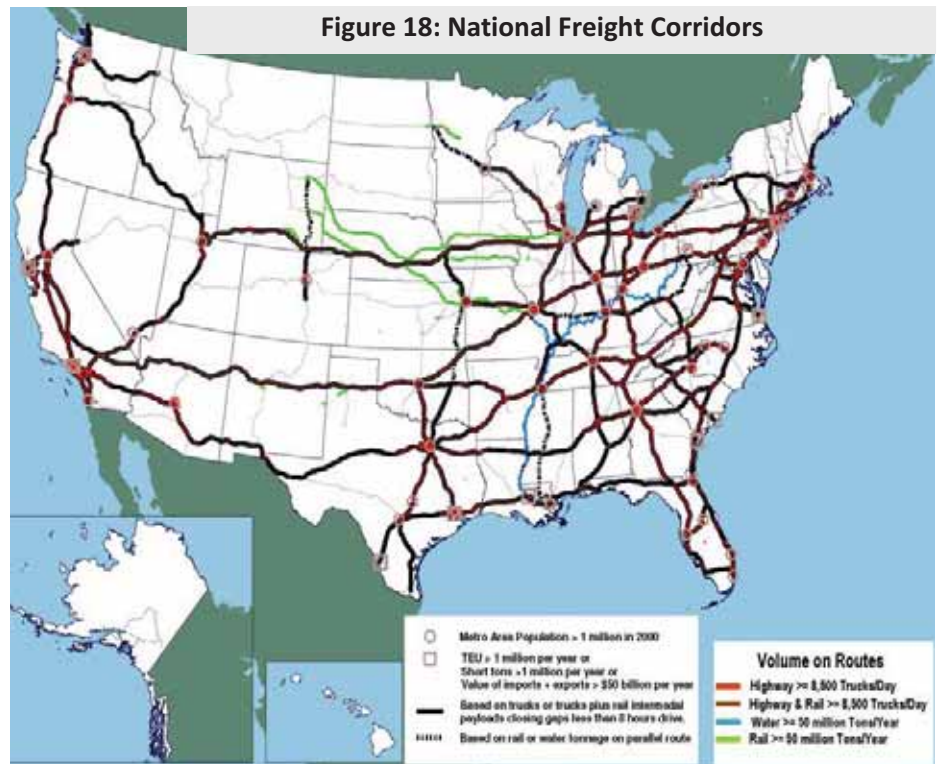 Figure 18: National Freight Corridors
Metro Area Population > 1 million in 2000
TEU > 1 million per year or
Short tons >1 million per year or
Value of imports + exports > $50 billion per year
Based on trucks or trucks plus rail intermodal
payloads closing gaps less than 8 hours drive.
Based on rail or water tonnage on parallel route
Volume on Routes
Highway >= 8,500 Trucks/Day
Highway & Rail >= 8,500 Trucks/Day
Water >= 50 million Tons/Year
Rail >= 50 million Tons/Year